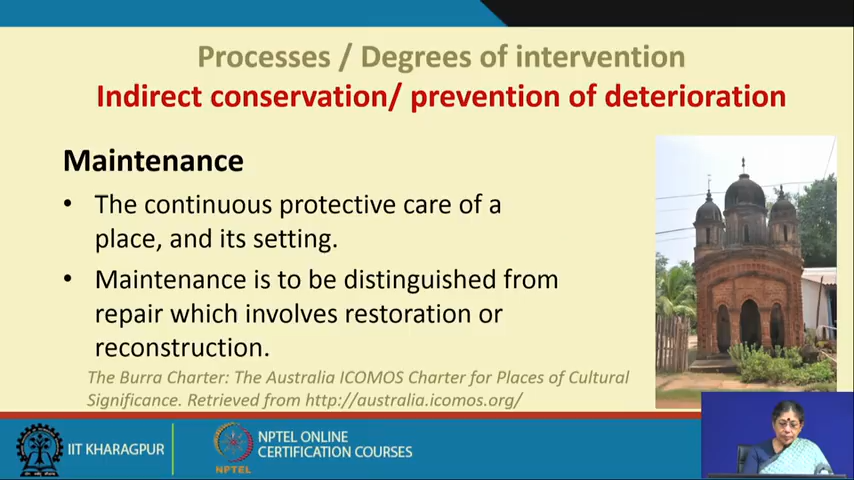 Processes / Degrees of intervention
Indirect conservation/ prevention of deterioration
Maintenance
• The continuous protective care of a
place, and its setting.
• Maintenance is to be distinguished from
repair which involves restoration or
reconstruction.
The Burra Charter: The Australia ICOMOS Charter for Places of Cultural
Significance. Retrieved from http://australia.icomos.org/
IIT KHARAGPUR
NPTEL
NPTEL ONLINE
CERTIFICATION COURSES